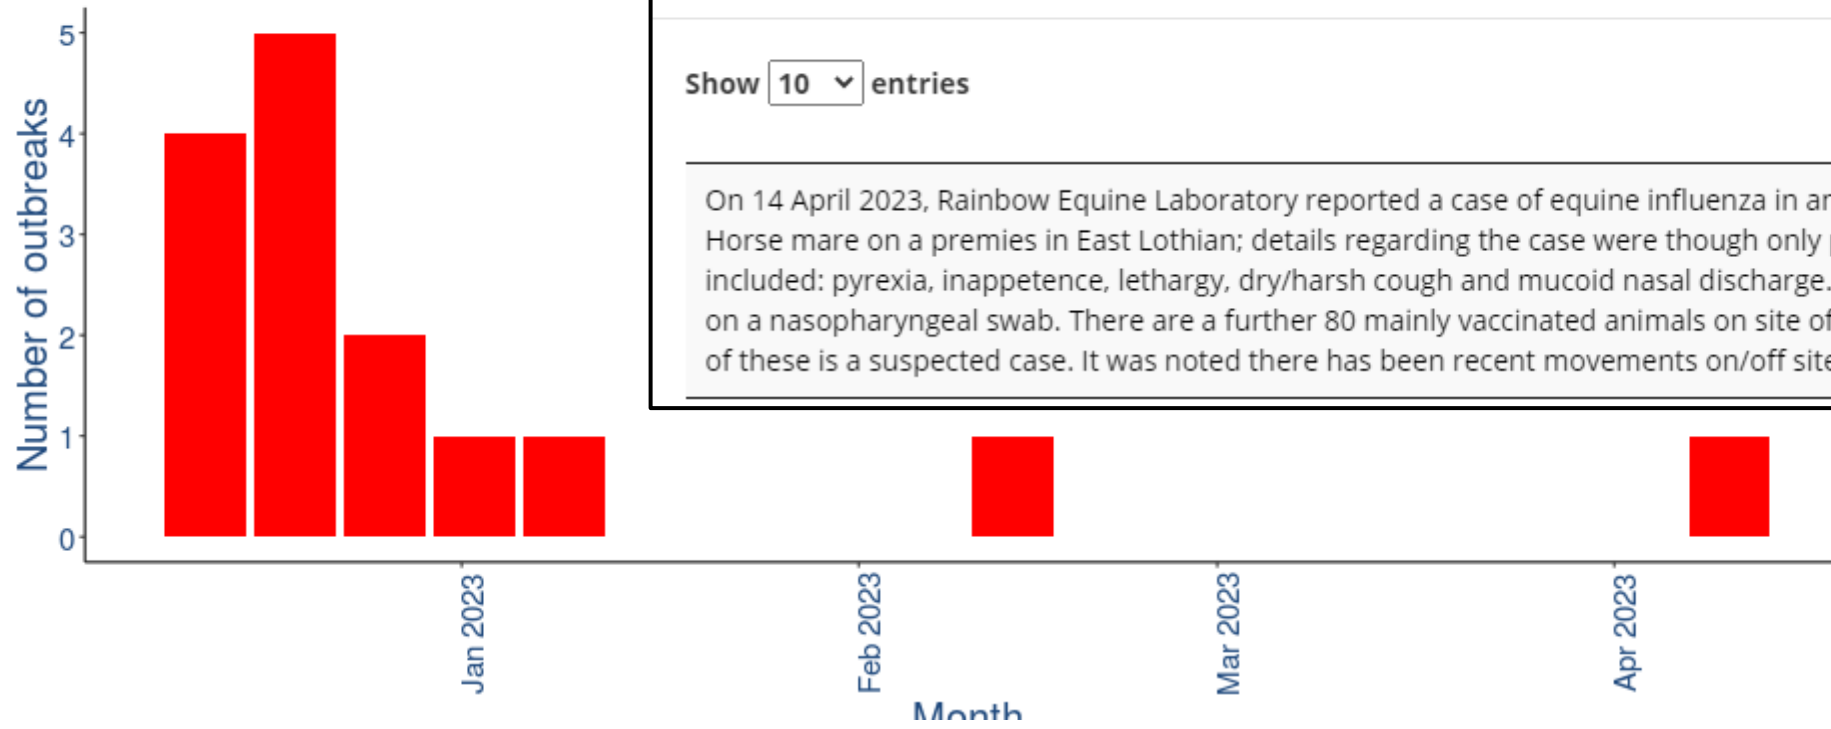 5
4
3
2
1
0
Number of outbreaks
Show 10 entries
On 14 April 2023, Rainbow Equine Laboratory reported a case of equine influenza in
Horse mare on a premies in East Lothian; details regarding the case were though only
included: pyrexia, inappetence, lethargy, dry/harsh cough and mucoid nasal discharge.
on a nasopharyngeal swab. There are a further 80 mainly vaccinated animals on site of
of these is a suspected case. It was noted there has been recent movements on/off site
Jan 2023
Feb 2023
Mar 2023
Apr 2023
Month